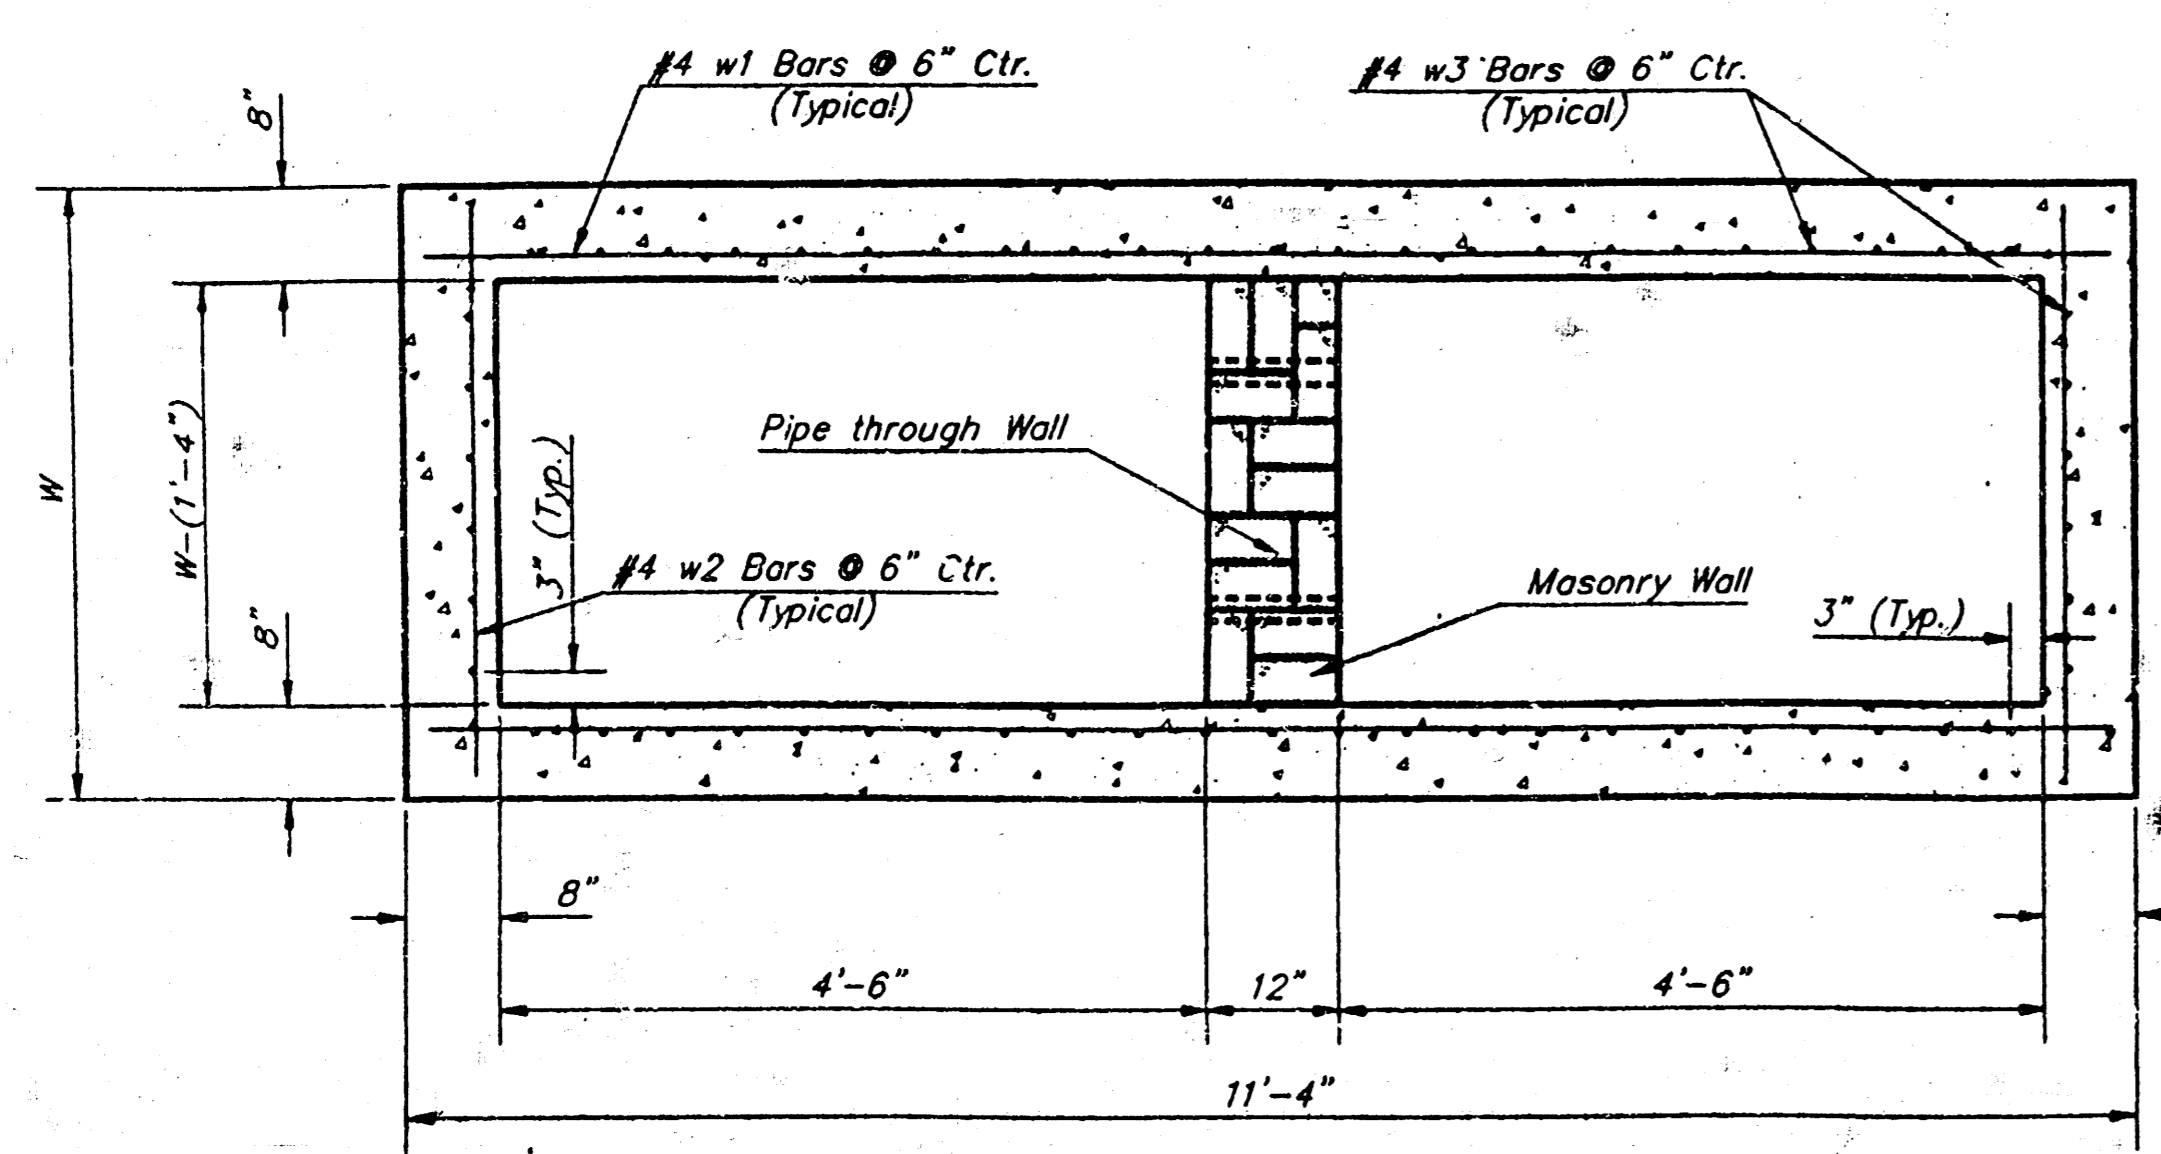 #4 w1 Bars @ 6" Ctr.
(Typical)
#4 w3 Bars @ 6" Ctr.
(Typical)
8"
W
W-(1'-4")
3" (Typ.)
Pipe through Wall
#4 w2 Bars @ 6" Ctr.
(Typical)
Masonry Wall
3" (Typ.)
8"
8"
4'-6"
12"
4'-6"
11'-4"